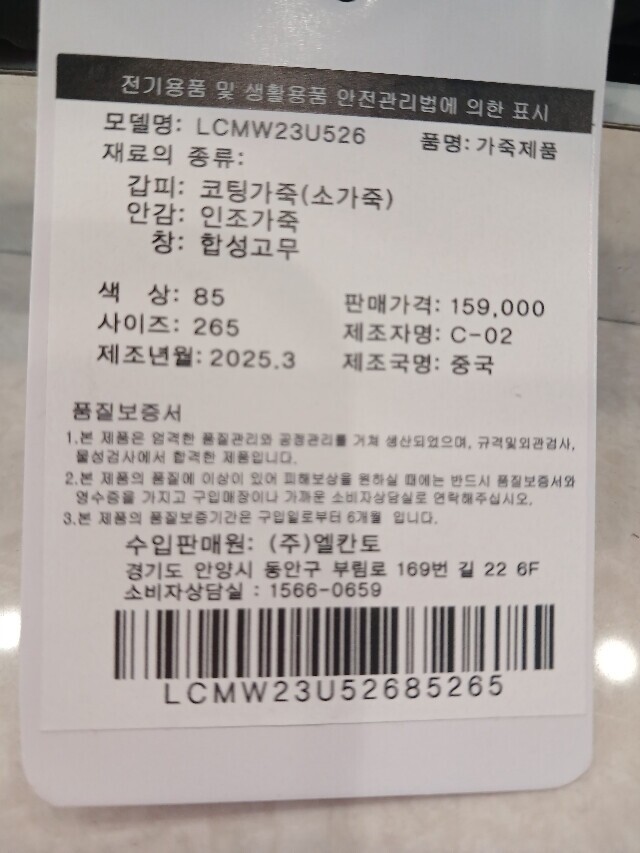 전기용품 및 생활용품 안전관리법에 의한 표시
모델명: LCMW23U526 품명: 가죽제품
재료의 종류:
갑피: 코팅가죽(소가죽)
안감: 인조가죽
창: 합성고무
색 상: 85 판매가격: 159,000
사이즈: 265 제조자명: C-02
제조년월: 2025.3 제조국명: 중국
품질보증서
1.본 제품은 엄격한 품질관리와 공정관리를 거쳐 생산되었으며, 규격및외관검사,
물성검사에서 합격한 제품입니다.
2.본 제품의 품질에 이상이 있어 피해보상을 원하실 때에는 반드시 품질보증서와
영수증을 가지고 구입매장이나 가까운 소비자상담실로 연락해주십시오.
3.본 제품의 품질보증기간은 구입일로부터 6개월 입니다.
수입판매원: (주)엘칸토
경기도 안양시 동안구 부림로 169번 길 22 6F
소비자상담실 : 1566-0659
LCMW23U52685265